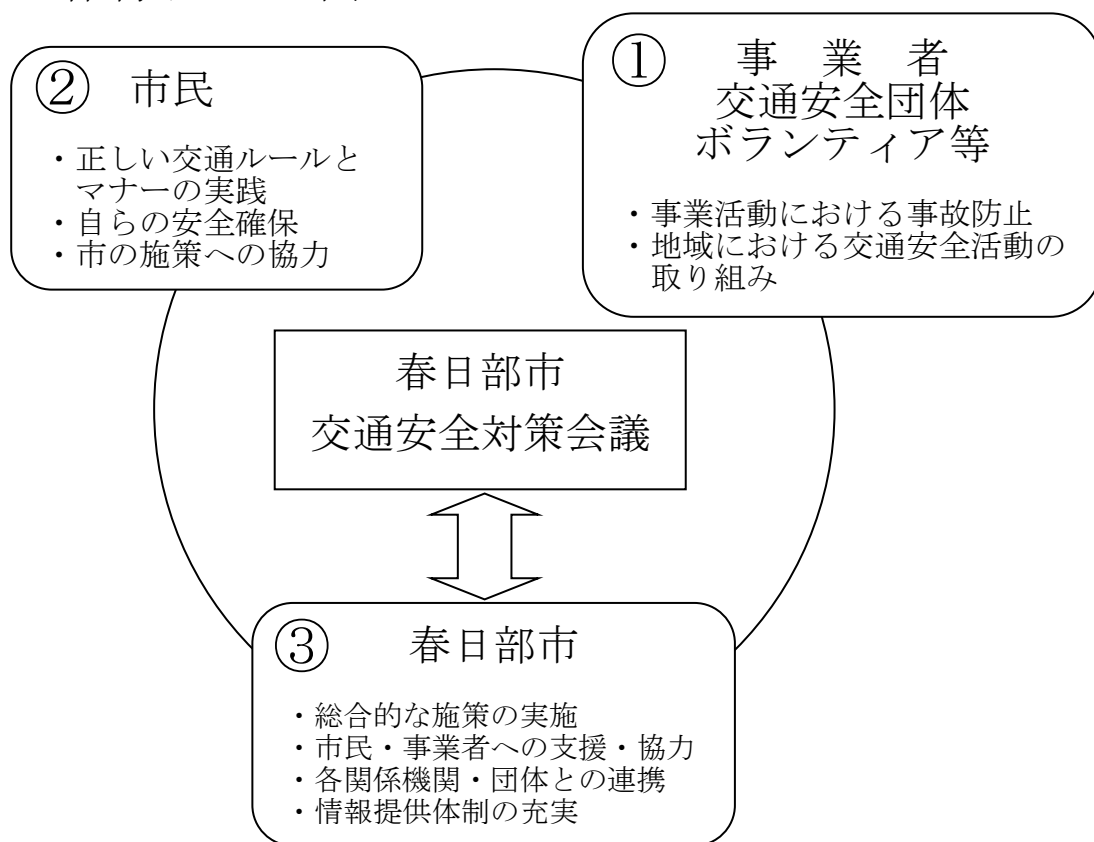 ① 事業者
交通安全団体
ボランティア等
・事業活動における事故防止
・地域における交通安全活動の
取り組み
② 市民
・正しい交通ルールと
マナーの実践
・自らの安全確保
・市の施策への協力
春日部市
交通安全対策会議
③ 春日部市
・総合的な施策の実施
・市民・事業者への支援・協力
・各関係機関・団体との連携
・情報提供体制の充実